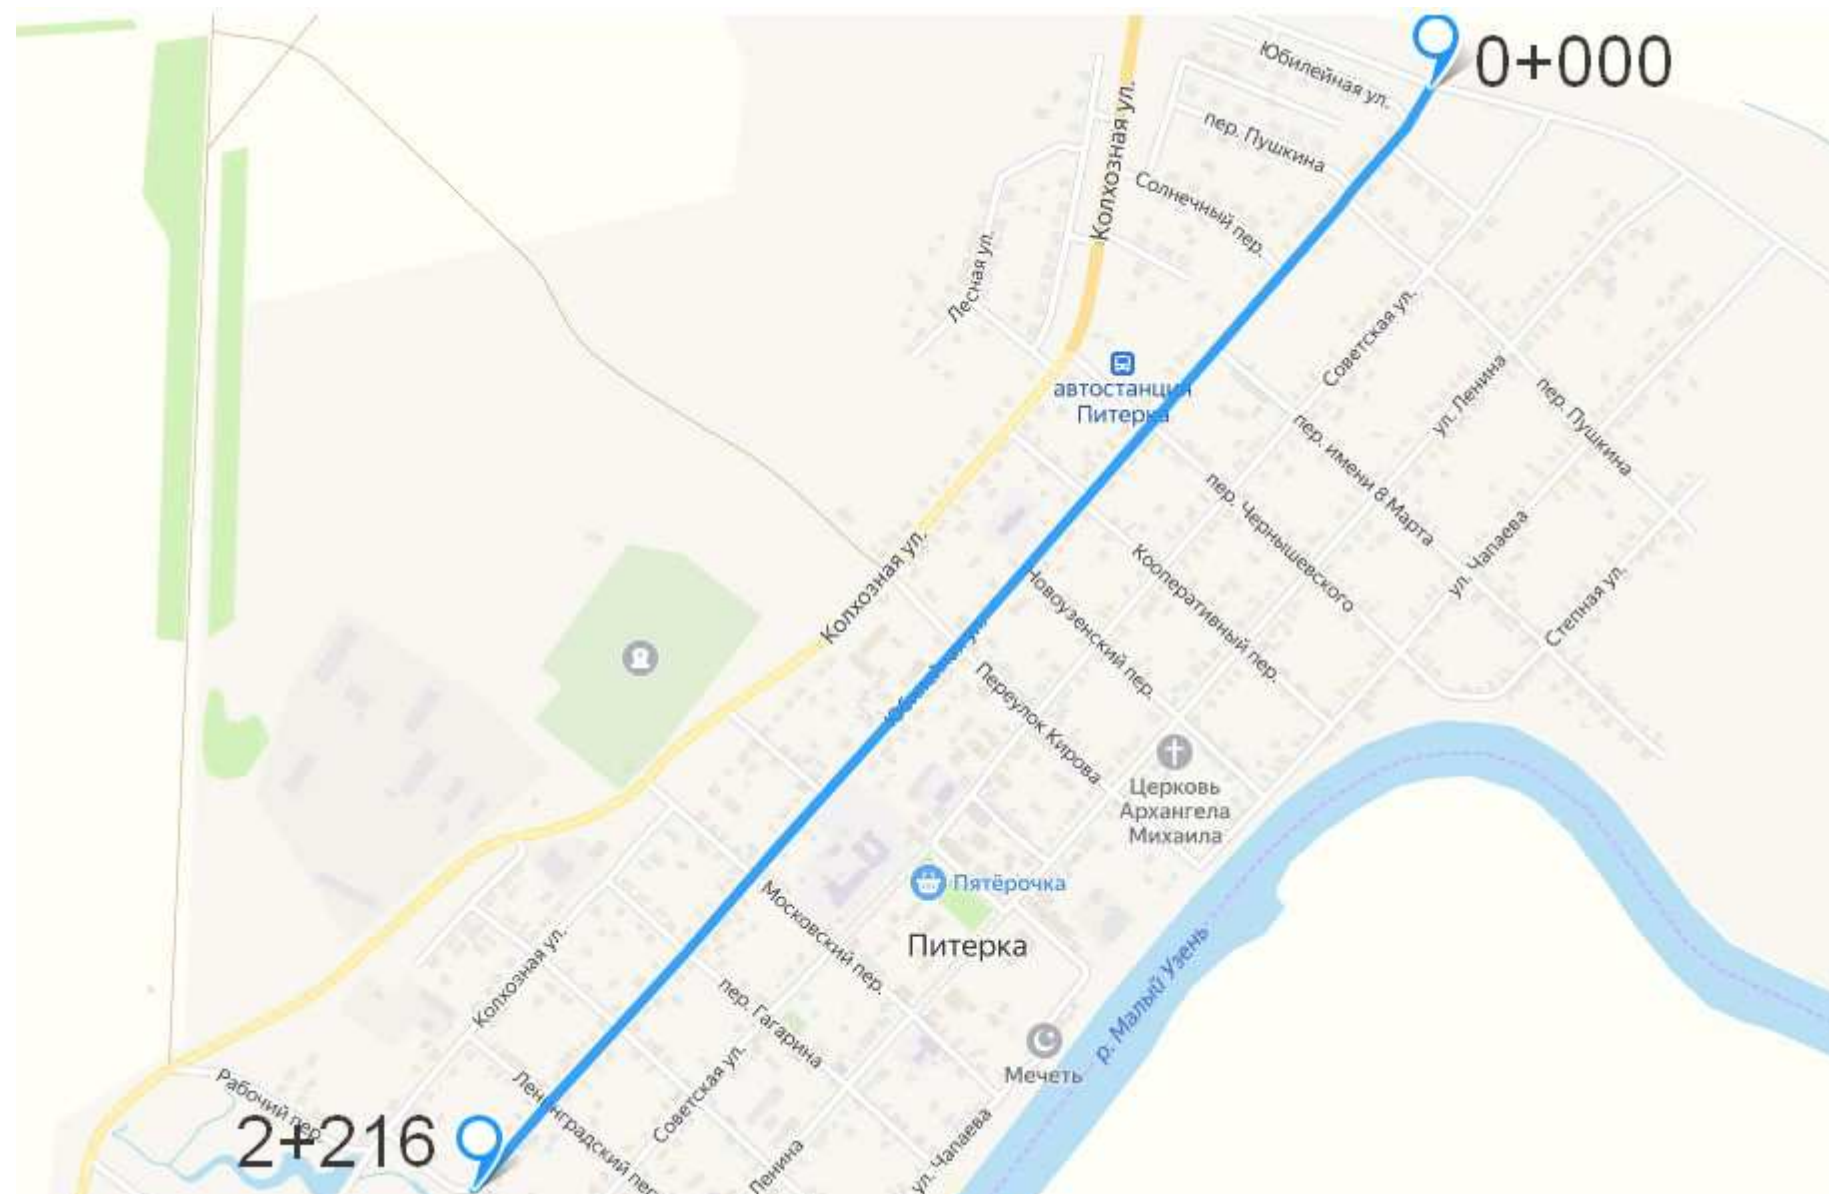 0+000
Юбилейная ул.
Колхозная ул.
пер. Пушкина
Солнечный пер.
Лесная ул.
Советская ул.
автостанция
Питерка
ул. Ленина
пер. Пушкина
пер. имени 8 Марта
пер. Чернышевского
ул. Чапаева
Колхозная ул.
Кооперативный пер.
Степная ул.
Новоузенский пер.
Юбилейная ул.
Переулок Кирова
Церковь
Архангела
Михаила
Пятёрочка
Московский пер.
Питерка
Колхозная ул.
р. Малый Узень
пер. Гагарина
Мечеть
Рабочий пер.
Ленинградский пер.
Советская ул.
2+216
ул. Чапаева
Ленина